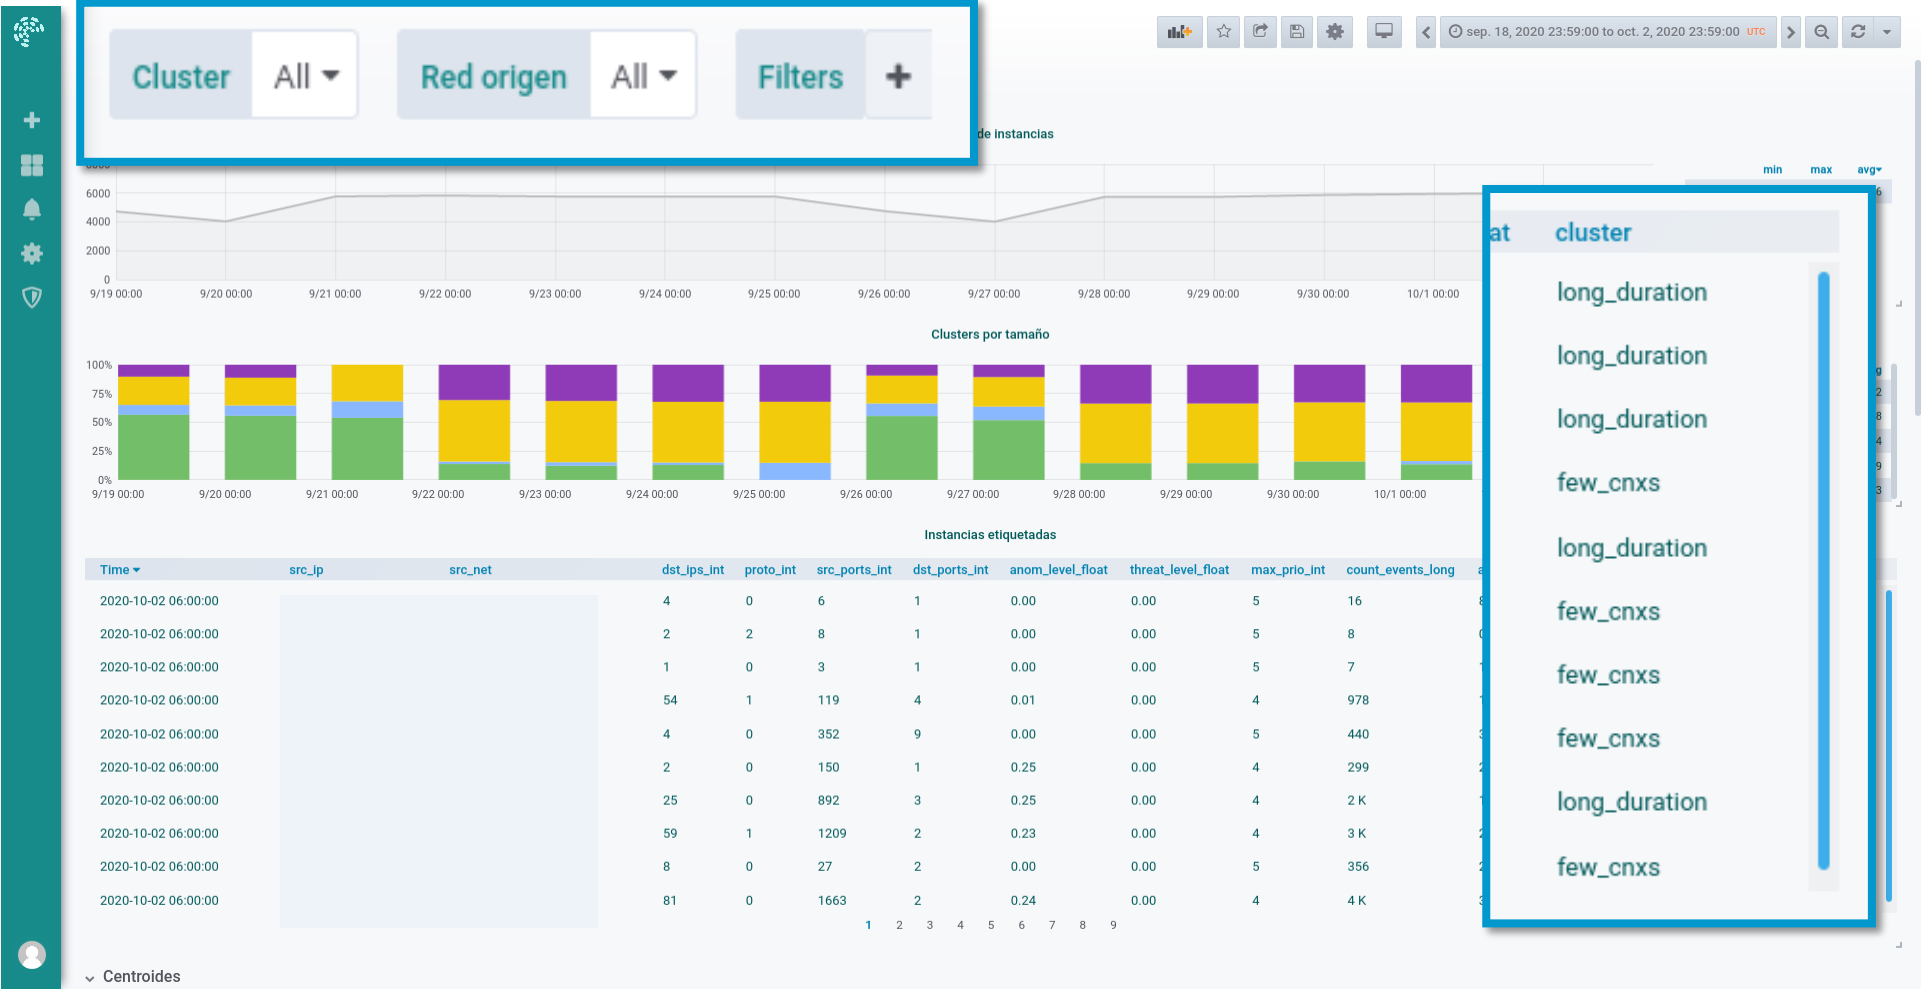 Cluster All Red origen All Filters +
sep. 18, 2020 23:59:00 to oct. 2, 2020 23:59:00 UTC
de instancias
min max avg
6000
4000
2000
0
9/19 00:00 9/20 00:00 9/21 00:00 9/22 00:00 9/23 00:00 9/24 00:00 9/25 00:00 9/26 00:00 9/27 00:00 9/28 00:00 9/29 00:00 9/30 00:00 10/1 00:00
Clusters por tamaño
100%
75%
50%
25%
0%
9/19 00:00 9/20 00:00 9/21 00:00 9/22 00:00 9/23 00:00 9/24 00:00 9/25 00:00 9/26 00:00 9/27 00:00 9/28 00:00 9/29 00:00 9/30 00:00 10/1 00:00
Instancias etiquetadas
Time src_ip src_net dst_ips_int proto_int src_ports_int dst_ports_int anom_level_float threat_level_float max_prio_int count_events_long
2020-10-02 06:00:00 4 0 6 1 0.00 0.00 5 16
2020-10-02 06:00:00 2 2 8 1 0.00 0.00 5 8
2020-10-02 06:00:00 1 0 3 1 0.00 0.00 5 7
2020-10-02 06:00:00 54 1 119 4 0.01 0.00 4 978
2020-10-02 06:00:00 4 0 352 9 0.00 0.00 5 440
2020-10-02 06:00:00 2 0 150 1 0.25 0.00 4 299
2020-10-02 06:00:00 25 0 892 3 0.25 0.00 4 2 K
2020-10-02 06:00:00 59 1 1209 2 0.23 0.00 4 3 K
2020-10-02 06:00:00 8 0 27 2 0.00 0.00 5 356
2020-10-02 06:00:00 81 0 1663 2 0.24 0.00 4 4 K
1 2 3 4 5 6 7 8 9
at cluster
long_duration
long_duration
long_duration
few_cnxs
long_duration
few_cnxs
few_cnxs
few_cnxs
long_duration
few_cnxs
Centroides